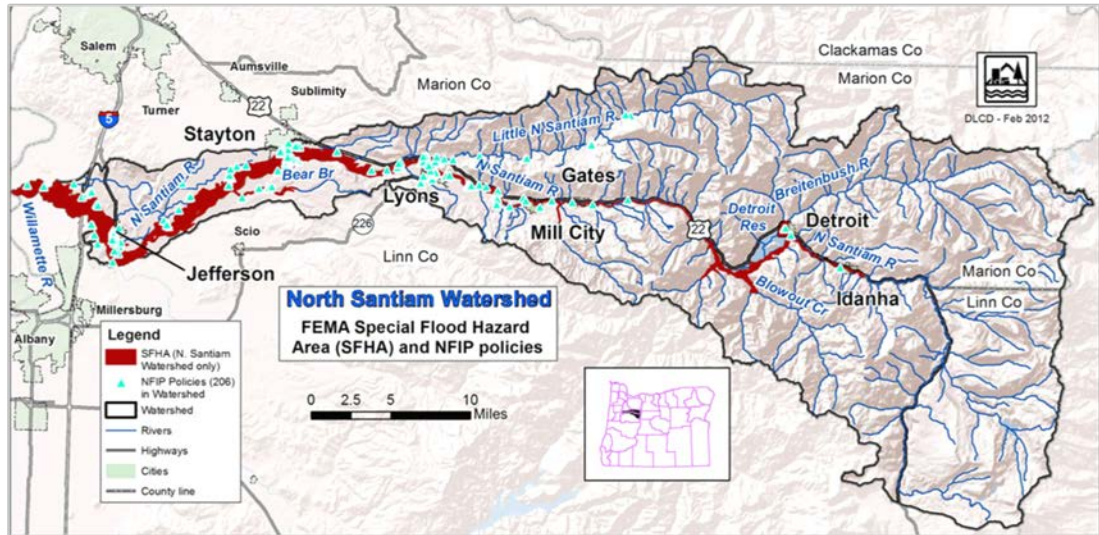 Salem
Clackamas Co
Marion Co
Aumsville
Marion Co
Sublimity
22
Turner
5
DLCD - Feb 2012
Stayton
Little N Santiam R
N Santiam R
Bear Br
N Santiam R
Gates
Breitenbush R
Lyons
Detroit
Res
Detroit
Williamette R
226
Mill City
22
N Santiam R
Scio
Linn Co
Jefferson
Marion Co
Idanha
Linn Co
Blowout Cr
Millersburg
North Santiam Watershed
FEMA Special Flood Hazard
Area (SFHA) and NFIP policies
Albany
Legend
SFHA (N. Santiam
Watershed only)
NFIP Policies (206)
in Watershed
Watershed
Rivers
Highways
Cities
County line
0 2.5 5 10
Miles